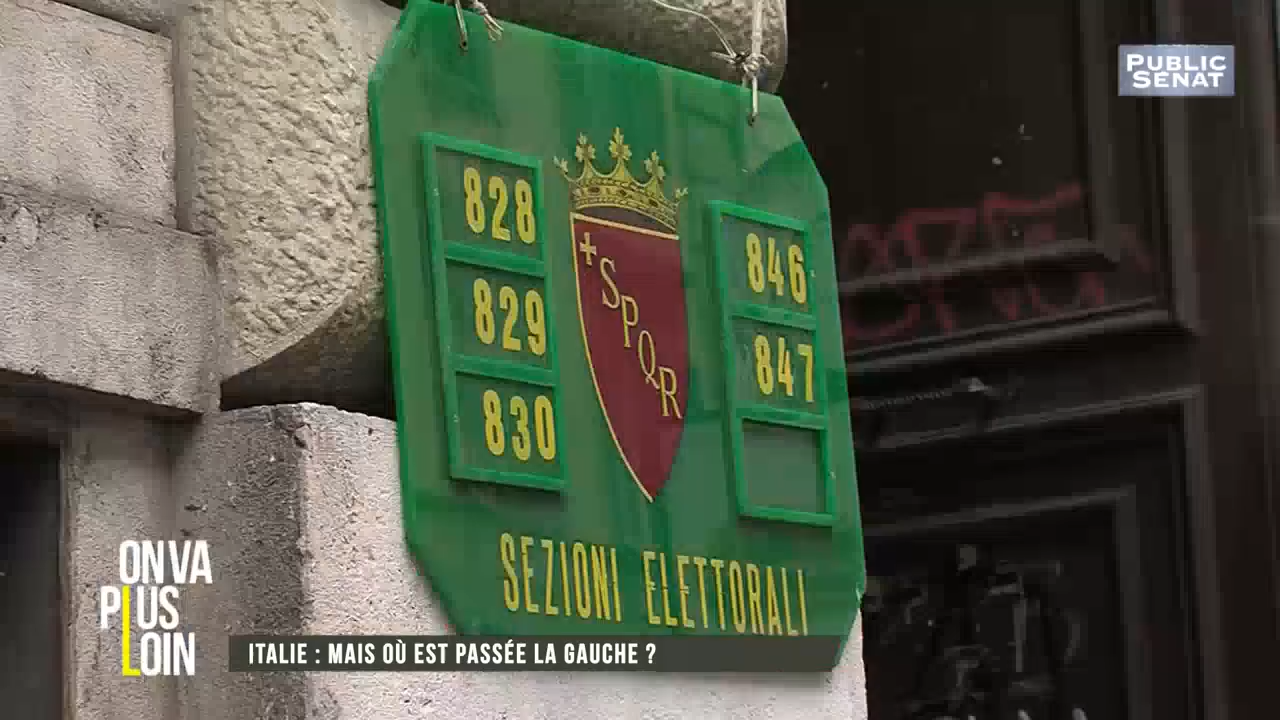 PUBLIC
SÉNAT
828
829
830
846
847
SPQR
SEZIONI ELETTORALI
ON VA
PLUS
LOIN
ITALIE : MAIS OÙ EST PASSÉE LA GAUCHE ?